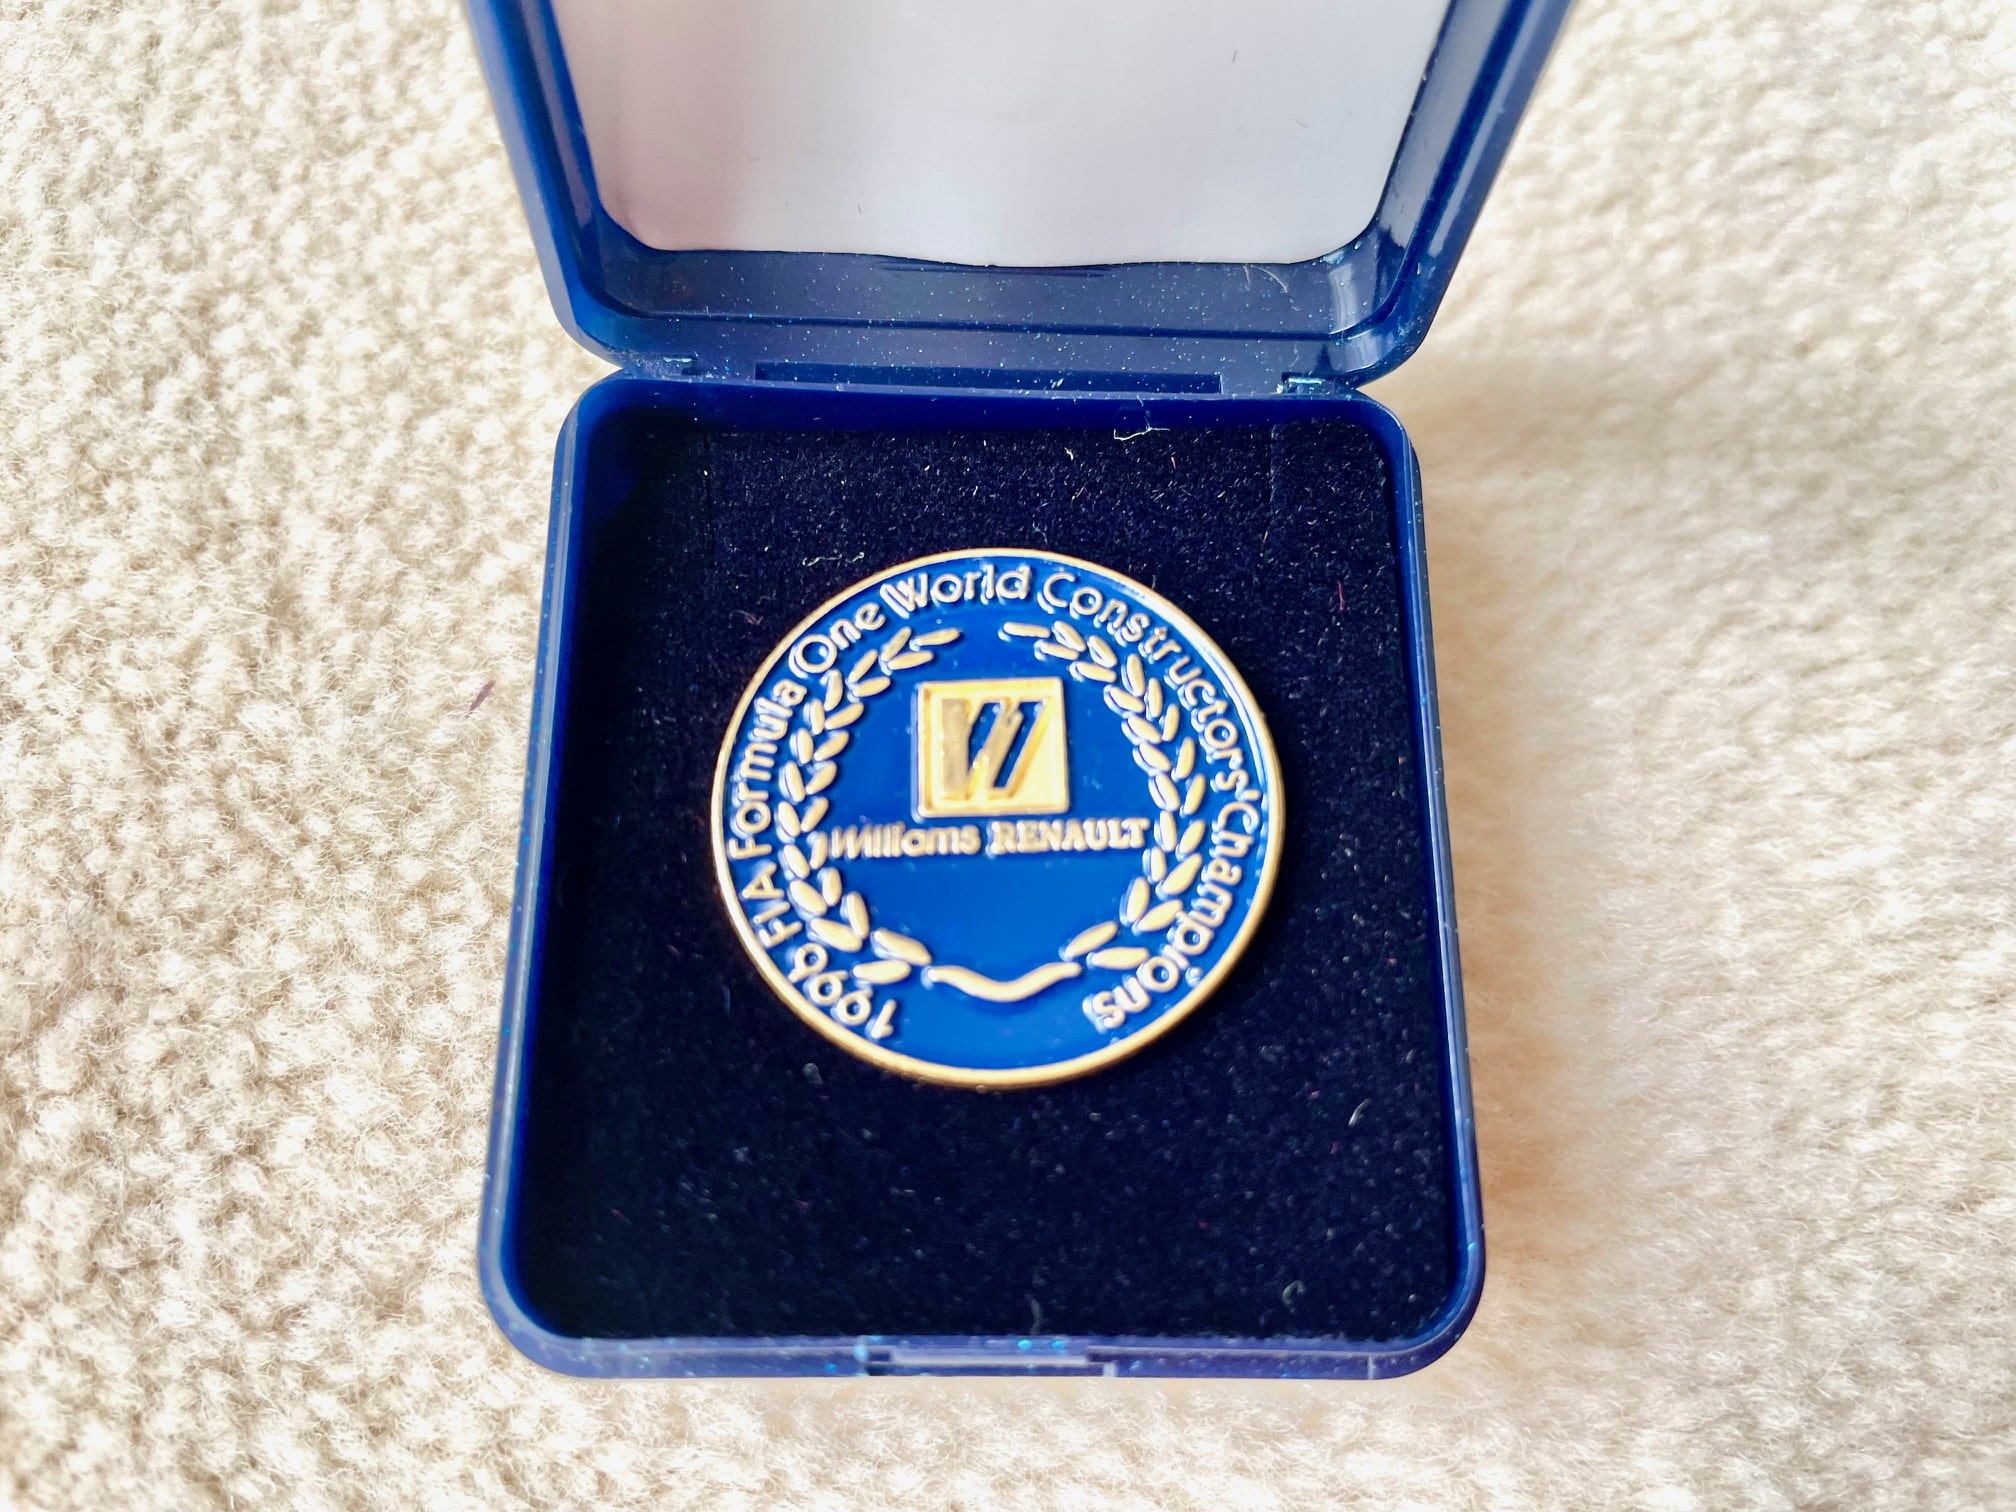 1996 FIA Formula One World Constructors' Champions
W
Williams RENAULT